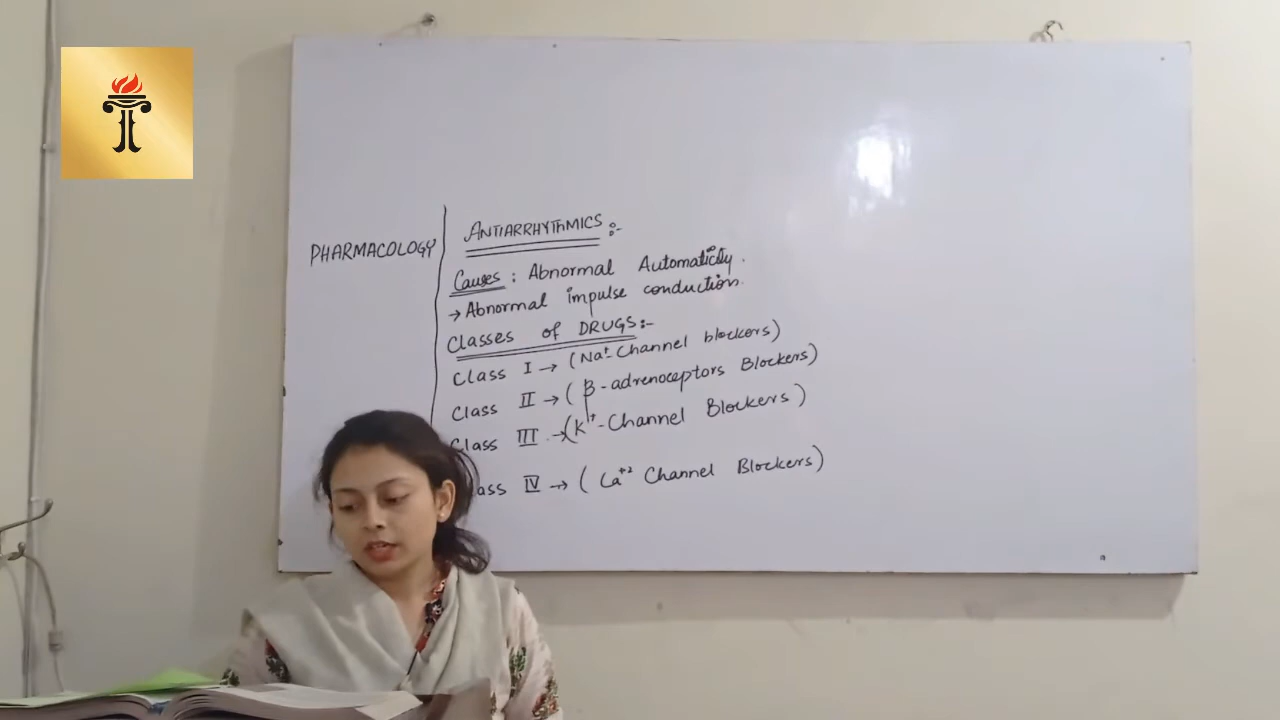 PHARMACOLOGY
ANTIARRHYTHMICS :-
Causes : Abnormal Automaticity.
→ Abnormal impulse conduction.
Classes of DRUGS:-
Class I → (Na+ Channel blockers)
Class II → ( β-adrenoceptors Blockers)
Class III → (K+-Channel Blockers)
ass IV → ( Ca+2 Channel Blockers)